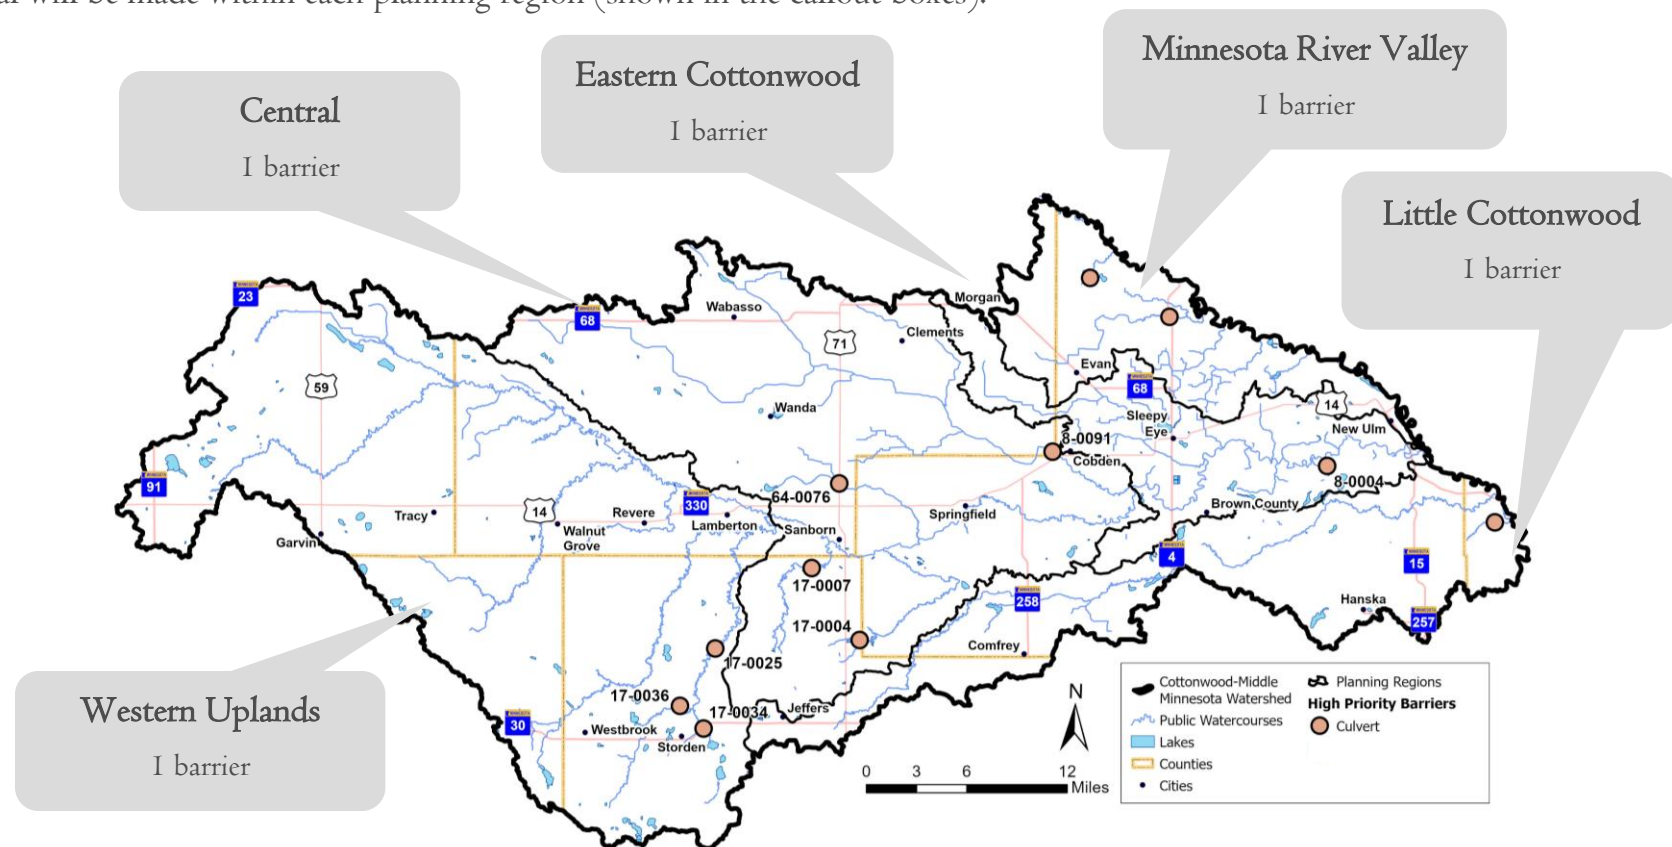 al will be made within each planning region (shown in the callout boxes).
Minnesota River Valley
1 barrier
Eastern Cottonwood
1 barrier
Central
1 barrier
Little Cottonwood
1 barrier
23
68
Wabasso
Morgan
71
Clements
59
Evan
68
14
Wanda
Sleepy
Eye
New Ulm
8-0091
Cobden
91
64-0076
8-0004
330
14
Tracy
Revere
Lamberton
Walnut
Grove
Sanborn
Springfield
Brown County
Garvin
4
15
17-0007
258
Hanska
257
17-0004
Comfrey
17-0025
17-0036
17-0034
Jeffers
30
Westbrook
Storden
Western Uplands
1 barrier
N
0 3 6 12
Miles
Cottonwood-Middle
Minnesota Watershed
Public Watercourses
Lakes
Counties
Cities
Planning Regions
High Priority Barriers
Culvert